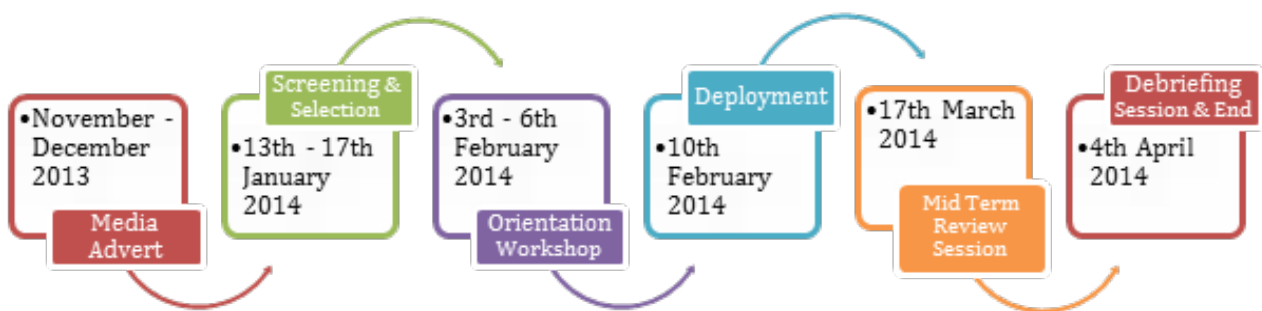 •November -
December
2013
Media
Advert
Screening &
Selection
•13th - 17th
January
2014
•3rd - 6th
February
2014
Orientation
Workshop
Deployment
•10th
February
2014
•17th March
2014
Mid Term
Review
Session
Debriefing
Session & End
•4th April
2014